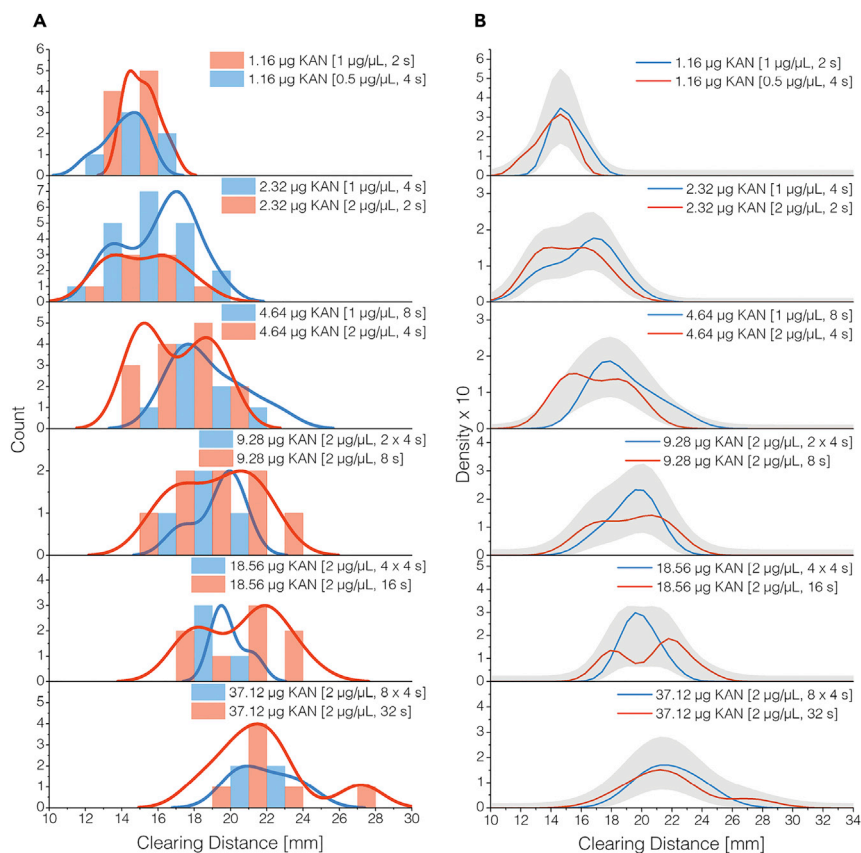 A
B
1.16 µg KAN [1 µg/µL, 2 s]
1.16 µg KAN [0.5 µg/µL, 4 s]
5
4
3
2
1
0
2.32 µg KAN [1 µg/µL, 4 s]
2.32 µg KAN [2 µg/µL, 2 s]
7
6
5
4
3
2
1
0
4.64 µg KAN [1 µg/µL, 8 s]
4.64 µg KAN [2 µg/µL, 4 s]
5
4
3
2
1
0
Count
9.28 µg KAN [2 µg/µL, 2 x 4 s]
9.28 µg KAN [2 µg/µL, 8 s]
2
1
0
18.56 µg KAN [2 µg/µL, 4 x 4 s]
18.56 µg KAN [2 µg/µL, 16 s]
4
3
2
1
0
37.12 µg KAN [2 µg/µL, 8 x 4 s]
37.12 µg KAN [2 µg/µL, 32 s]
5
4
3
2
1
0
10 12 14 16 18 20 22 24 26 28 30
Clearing Distance [mm]
1.16 µg KAN [1 µg/µL, 2 s]
1.16 µg KAN [0.5 µg/µL, 4 s]
6
5
4
3
2
1
0
2.32 µg KAN [1 µg/µL, 4 s]
2.32 µg KAN [2 µg/µL, 2 s]
3
2
1
0
4.64 µg KAN [1 µg/µL, 8 s]
4.64 µg KAN [2 µg/µL, 4 s]
3
2
1
0
Density x 10
9.28 µg KAN [2 µg/µL, 2 x 4 s]
9.28 µg KAN [2 µg/µL, 8 s]
4
3
2
1
0
18.56 µg KAN [2 µg/µL, 4 x 4 s]
18.56 µg KAN [2 µg/µL, 16 s]
5
4
3
2
1
0
37.12 µg KAN [2 µg/µL, 8 x 4 s]
37.12 µg KAN [2 µg/µL, 32 s]
4
3
2
1
0
10 12 14 16 18 20 22 24 26 28 30 32 34
Clearing Distance [mm]